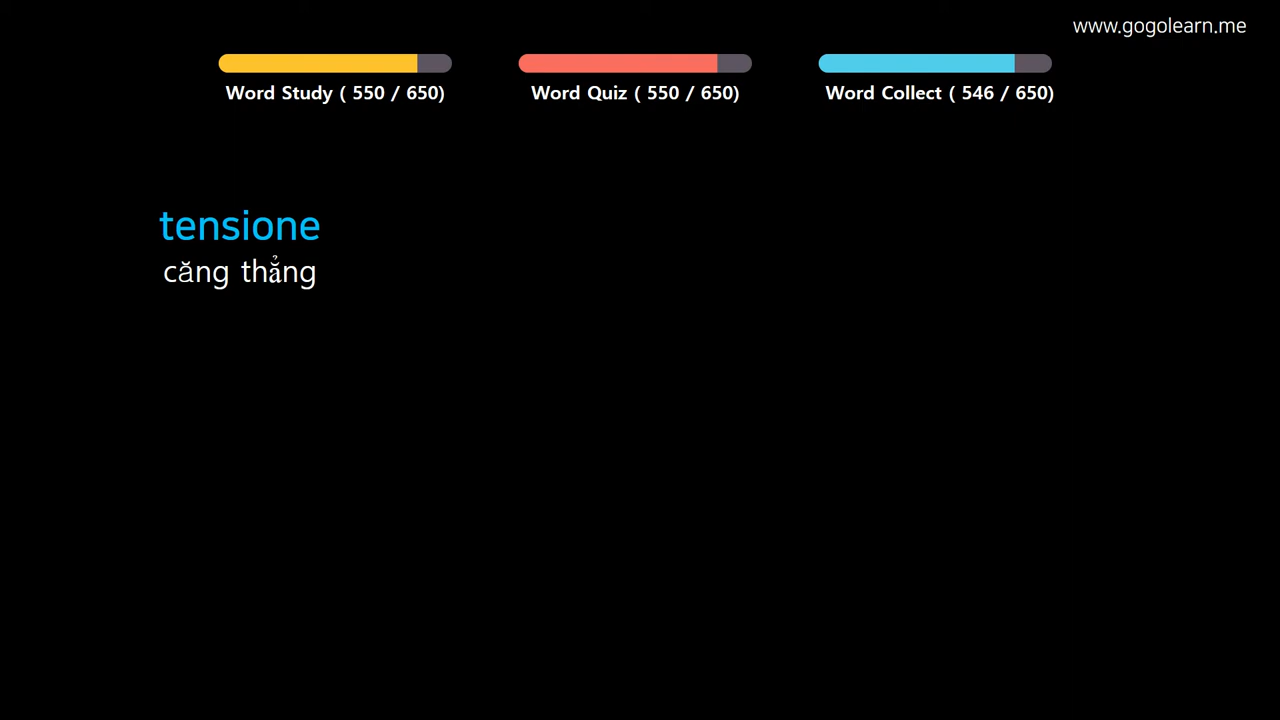 www.gogolearn.me
Word Study ( 550 / 650)
Word Quiz ( 550 / 650)
Word Collect ( 546 / 650)
tensione
căng thẳng